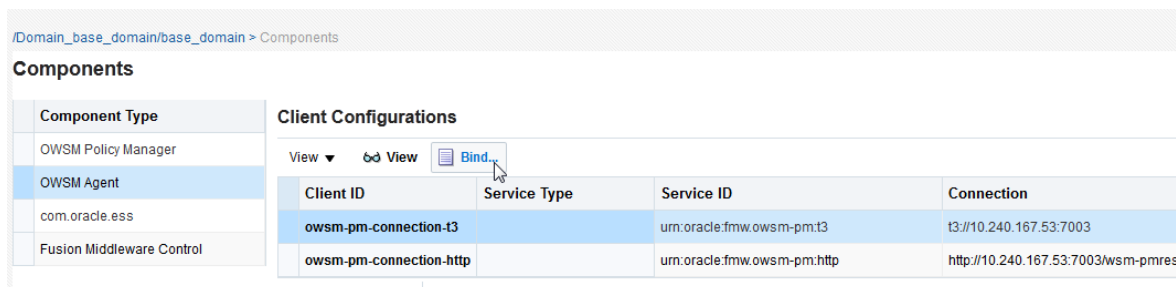 /Domain_base_domain/base_domain > Components
Components
Component Type
OWSM Policy Manager
OWSM Agent
com.oracle.ess
Fusion Middleware Control
Client Configurations
View ▼ View Bind...
Client ID Service Type Service ID Connection
owsm-pm-connection-t3 urn:oracle:fmw.owsm-pm:t3 t3://10.240.167.53:7003
owsm-pm-connection-http urn:oracle:fmw.owsm-pm:http http://10.240.167.53:7003/wsm-pmres